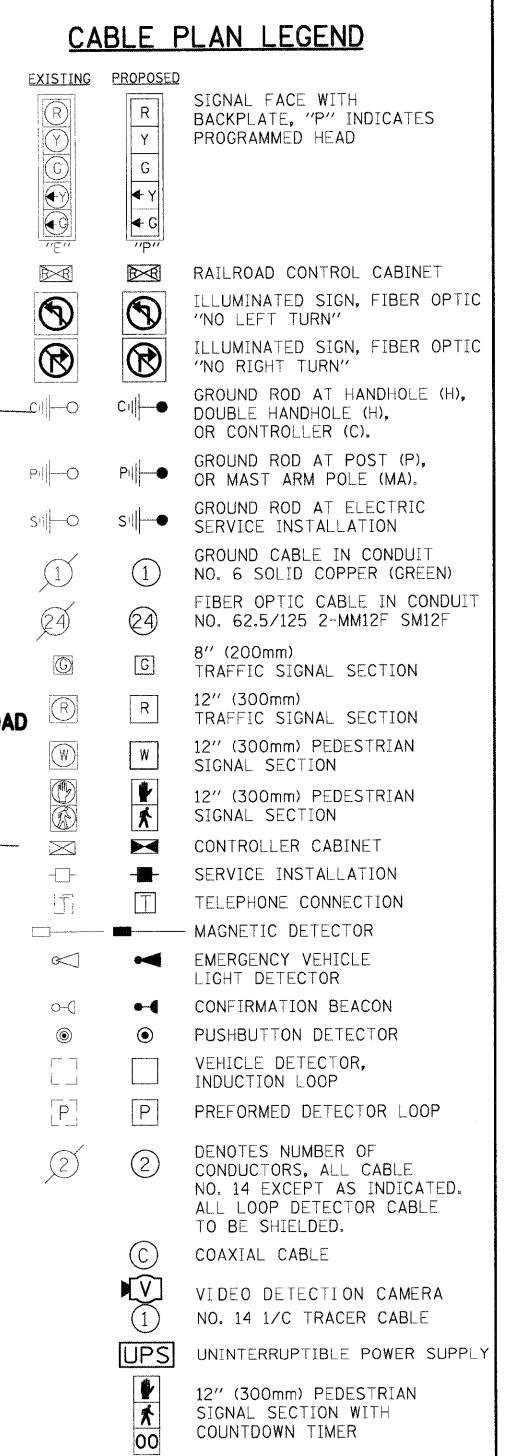 CABLE PLAN LEGEND
EXISTING PROPOSED
R R SIGNAL FACE WITH
Y Y BACKPLATE, "P" INDICATES
G G PROGRAMMED HEAD
Y Y
G G
"E" "P"
R R R R RAILROAD CONTROL CABINET
ILLUMINATED SIGN, FIBER OPTIC
"NO LEFT TURN"
ILLUMINATED SIGN, FIBER OPTIC
"NO RIGHT TURN"
C C GROUND ROD AT HANDHOLE (H),
DOUBLE HANDHOLE (H),
OR CONTROLLER (C).
P P GROUND ROD AT POST (P),
OR MAST ARM POLE (MA).
S S GROUND ROD AT ELECTRIC
SERVICE INSTALLATION
1 1 GROUND CABLE IN CONDUIT
NO. 6 SOLID COPPER (GREEN)
24 24 FIBER OPTIC CABLE IN CONDUIT
NO. 62.5/125 2-MM12F SM12F
G G 8" (200mm)
TRAFFIC SIGNAL SECTION
R R 12" (300mm)
TRAFFIC SIGNAL SECTION
AD
W W 12" (300mm) PEDESTRIAN
SIGNAL SECTION
12" (300mm) PEDESTRIAN
SIGNAL SECTION
CONTROLLER CABINET
SERVICE INSTALLATION
T T TELEPHONE CONNECTION
MAGNETIC DETECTOR
EMERGENCY VEHICLE
LIGHT DETECTOR
CONFIRMATION BEACON
PUSHBUTTON DETECTOR
VEHICLE DETECTOR,
INDUCTION LOOP
P P PREFORMED DETECTOR LOOP
2 2 DENOTES NUMBER OF
CONDUCTORS, ALL CABLE
NO. 14 EXCEPT AS INDICATED.
ALL LOOP DETECTOR CABLE
TO BE SHIELDED.
C COAXIAL CABLE
V VIDEO DETECTION CAMERA
1 NO. 14 1/C TRACER CABLE
UPS UNINTERRUPTIBLE POWER SUPPLY
12" (300mm) PEDESTRIAN
SIGNAL SECTION WITH
00 COUNTDOWN TIMER